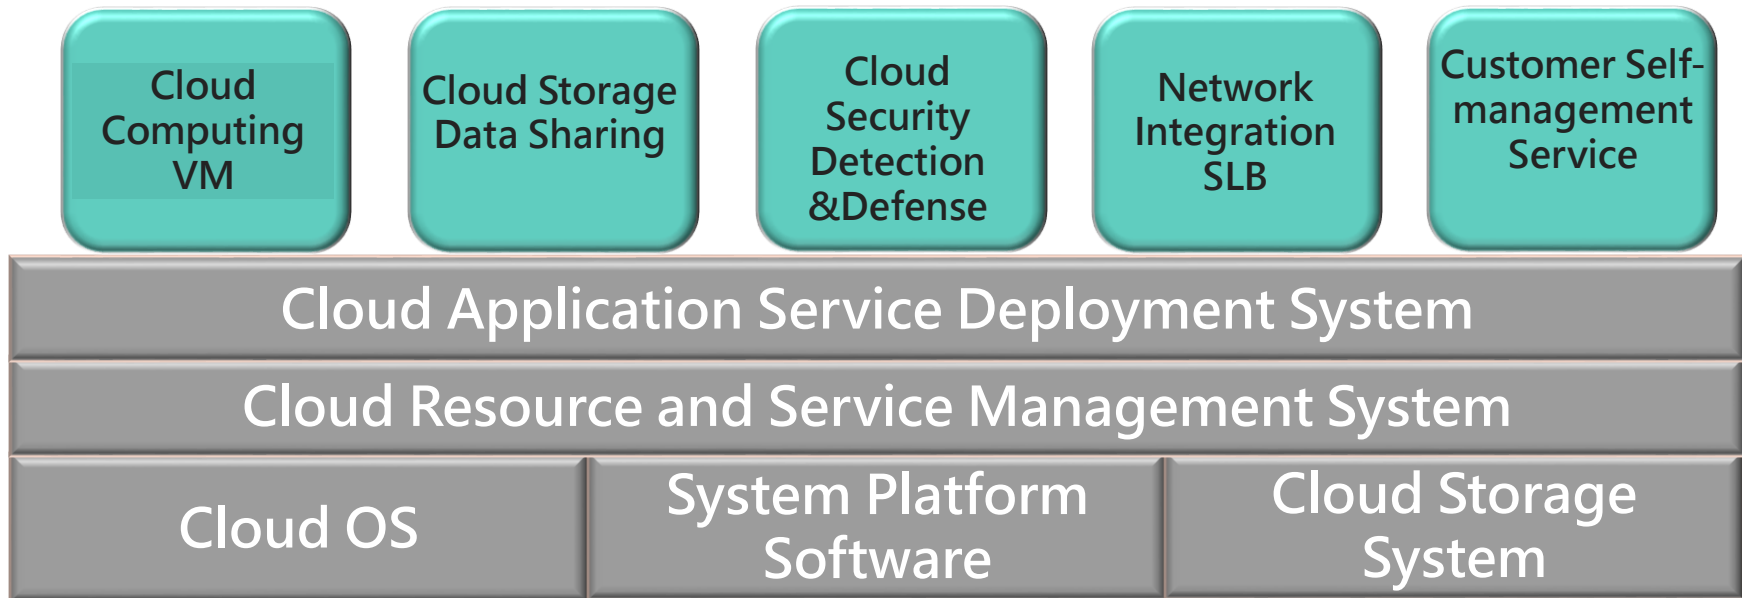 Cloud
Computing
VM
Cloud Storage
Data Sharing
Cloud
Security
Detection
&Defense
Network
Integration
SLB
Customer Self-
management
Service
Cloud Application Service Deployment System
Cloud Resource and Service Management System
Cloud OS
System Platform
Software
Cloud Storage
System